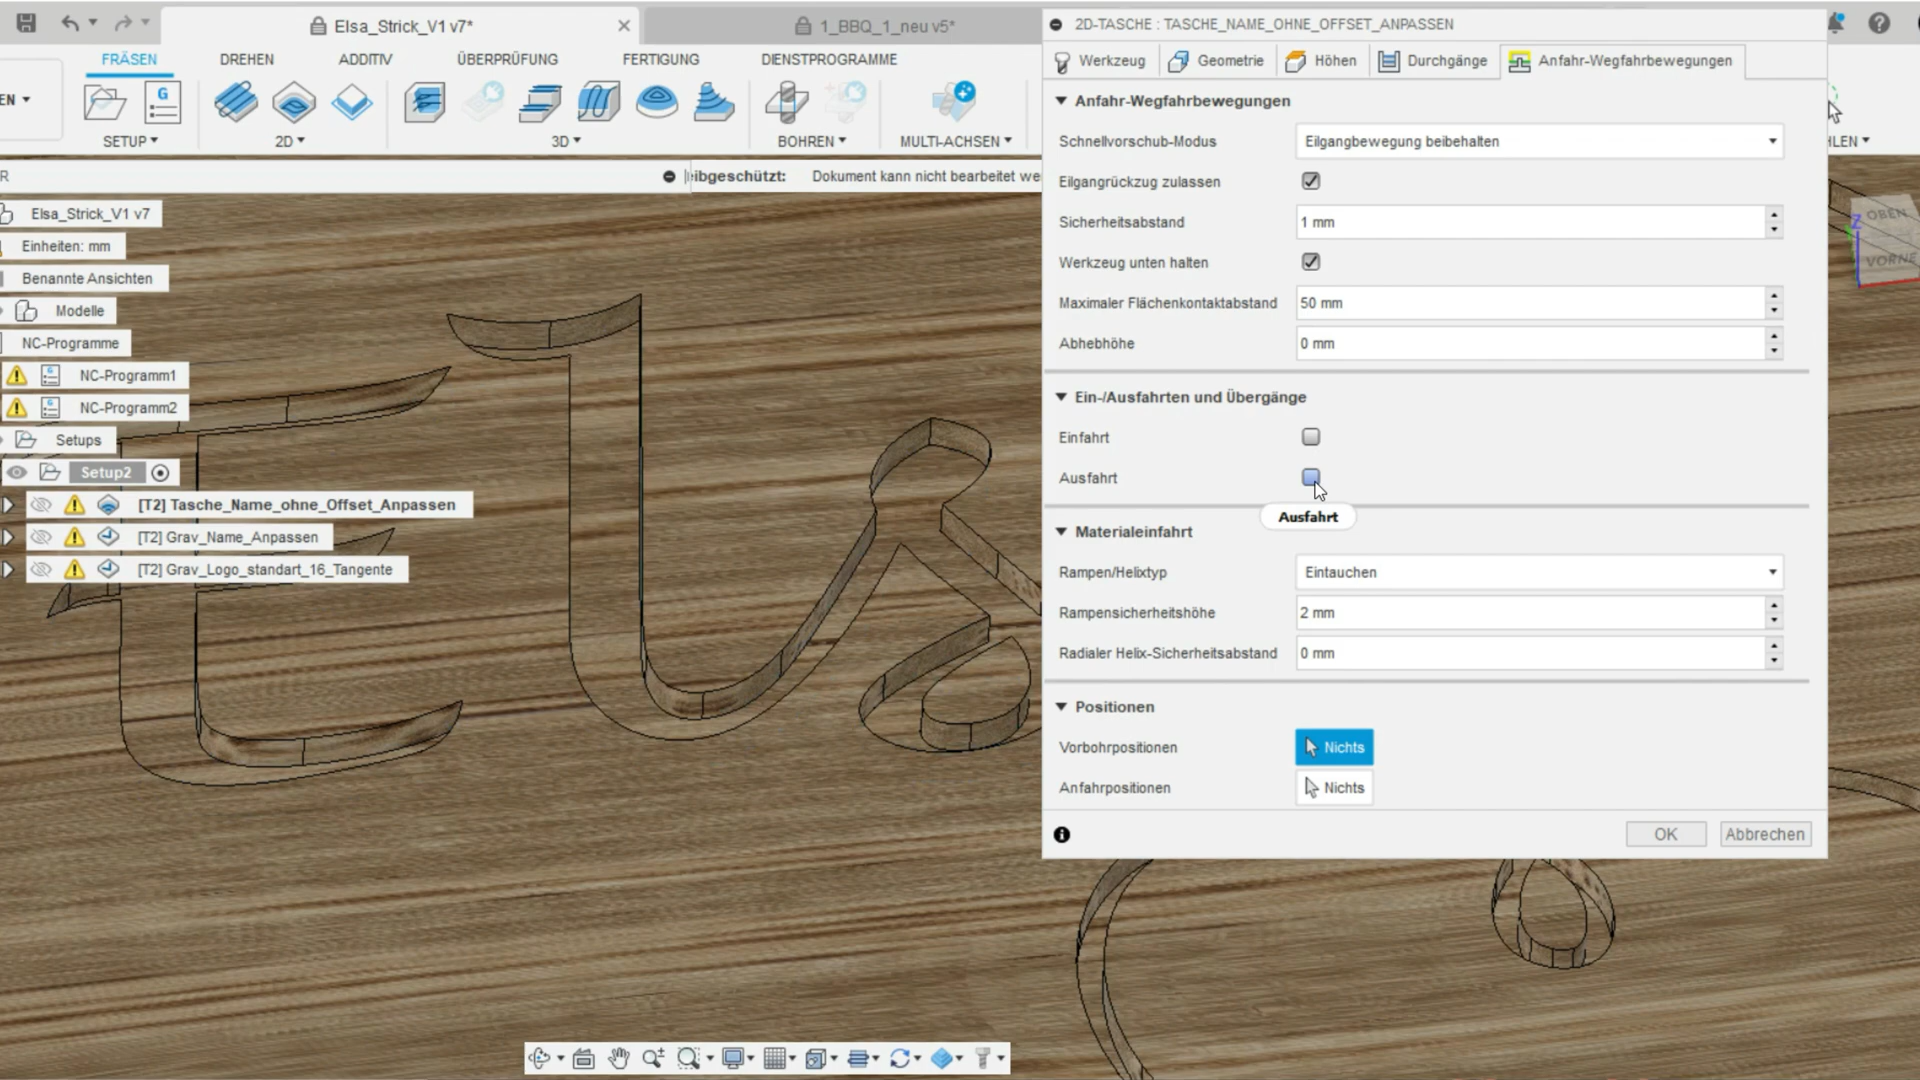 Elsa_Strick_V1 v7*
1_BBQ_1_neu v5*
FRÄSEN
DREHEN
ADDITIV
ÜBERPRÜFUNG
FERTIGUNG
DIENSTPROGRAMME
EN
G
SETUP
2D
3D
BOHREN
MULTI-ACHSEN
HLEN
R
ibgeschützt: Dokument kann nicht bearbeitet we
Elsa_Strick_V1 v7
Einheiten: mm
Benannte Ansichten
Modelle
NC-Programme
NC-Programm1
NC-Programm2
Setups
Setup2
[T2] Tasche_Name_ohne_Offset_Anpassen
[T2] Grav_Name_Anpassen
[T2] Grav_Logo_standart_16_Tangente
2D-TASCHE : TASCHE_NAME_OHNE_OFFSET_ANPASSEN
Werkzeug
Geometrie
Höhen
Durchgänge
Anfahr-Wegfahrbewegungen
Anfahr-Wegfahrbewegungen
Schnellvorschub-Modus
Eilgangbewegung beibehalten
Eilgangrückzug zulassen
Sicherheitsabstand
1 mm
Werkzeug unten halten
Maximaler Flächenkontaktabstand
50 mm
Abhebhöhe
0 mm
Ein-/Ausfahrten und Übergänge
Einfahrt
Ausfahrt
Ausfahrt
Materialeinfahrt
Rampen/Helixtyp
Eintauchen
Rampensicherheitshöhe
2 mm
Radialer Helix-Sicherheitsabstand
0 mm
Positionen
Vorbohrpositionen
Nichts
Anfahrpositionen
Nichts
OK
Abbrechen
OBEN
Z
VORNE